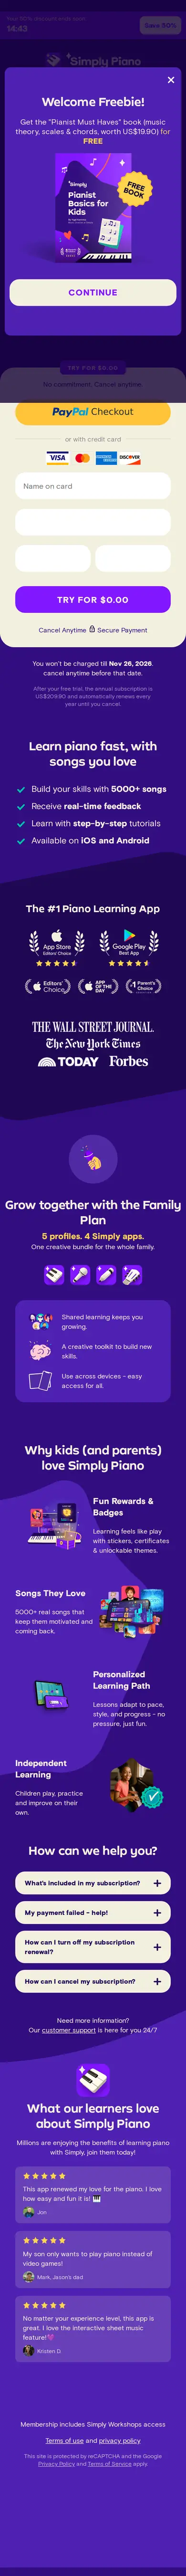 Your 50% discount ends soon!
14:43
Save 50%
Simply Piano
Welcome Freebie!
Get the "Pianist Must Haves" book (music
theory, scales & chords, worth US$19.90) for
FREE
Simply
Pianist
Basics for
Kids
FREE
BOOK
CONTINUE
TRY FOR $0.00
No commitment. Cancel anytime
PayPal Checkout
or with credit card
VISA
MasterCard
AMERICAN EXPRESS
DISCOVER
Name on card
TRY FOR $0.00
Cancel Anytime Secure Payment
You won't be charged till Nov 26, 2026.
cancel anytime before that date.
After your free trial, the annual subscription is
US$209.90 and automatically renews every
year until you cancel.
Learn piano fast, with
songs you love
Build your skills with 5000+ songs
Receive real-time feedback
Learn with step-by-step tutorials
Available on iOS and Android
The #1 Piano Learning App
App Store
Editors Choice
Google Play
Best App
Editors'
Choice
APP
OF THE
DAY
#1 Parent's
Choice
THE WALL STREET JOURNAL.
The New York Times
TODAY Forbes
Grow together with the Family
Plan
5 profiles. 4 Simply apps.
One creative bundle for the whole family.
Shared learning keeps you
growing.
A creative toolkit to build new
skills.
Use across devices - easy
access for all.
Why kids (and parents)
love Simply Piano
Fun Rewards &
Badges
Learning feels like play
with stickers, certificates
& unlockable themes.
Songs They Love
5000+ real songs that
keep them motivated and
coming back.
Personalized
Learning Path
Lessons adapt to pace,
style, and progress - no
pressure, just fun.
Independent
Learning
Children play, practice
and improve on their
own.
How can we help you?
What's included in my subscription?
My payment failed - help!
How can I turn off my subscription
renewal?
How can I cancel my subscription?
Need more information?
Our customer support is here for you 24/7
What our learners love
about Simply Piano
Millions are enjoying the benefits of learning piano
with Simply, join them today!
This app renewed my love for the piano. I love
how easy and fun it is! 🎹
Jon
My son only wants to play piano instead of
video games!
Mark, Jason's dad
No matter your experience level, this app is
great. I love the interactive sheet music
feature!💜
Kristen D.
Membership includes Simply Workshops access
Terms of use and privacy policy
This site is protected by reCAPTCHA and the Google
Privacy Policy and Terms of Service apply.